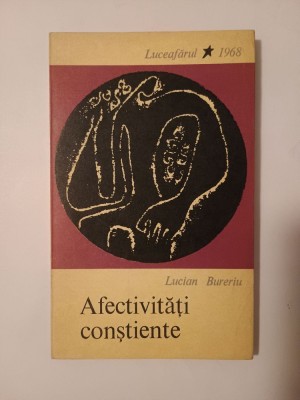 Luceafărul ★ 1968
Lucian Bureriu
Afectivități
conștiente